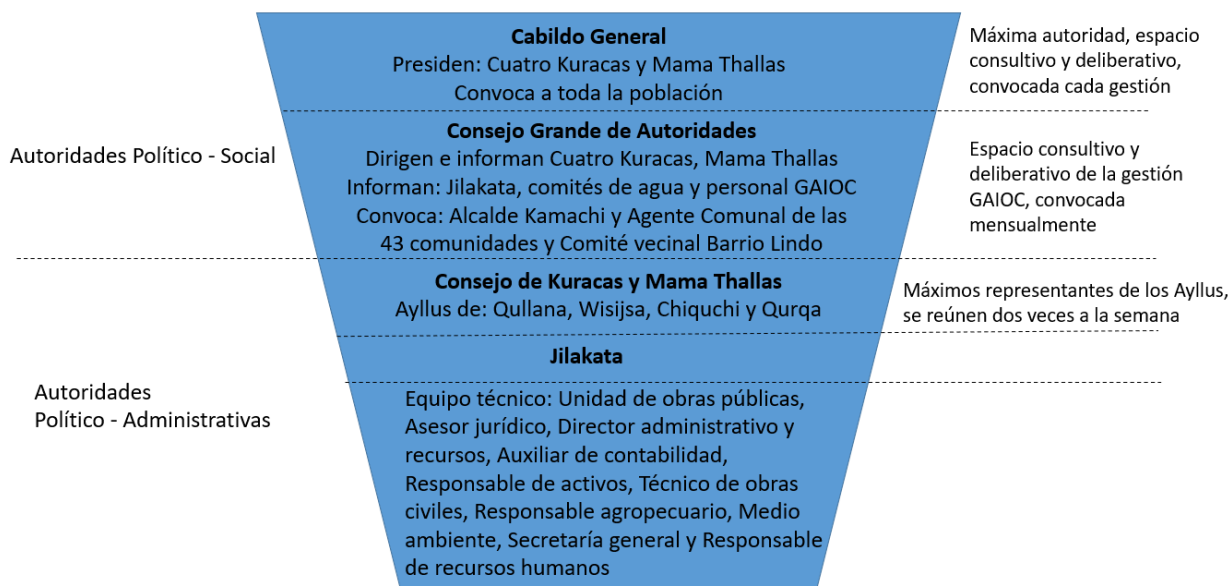 Cabildo General
Presiden: Cuatro Kuracas y Mama Thallas
Convoca a toda la población
Máxima autoridad, espacio
consultivo y deliberativo,
convocada cada gestión
Autoridades Político - Social
Consejo Grande de Autoridades
Dirigen e informan Cuatro Kuracas, Mama Thallas
Informan: Jilakata, comités de agua y personal GAIOC
Convoca: Alcalde Kamachi y Agente Comunal de las
43 comunidades y Comité vecinal Barrio Lindo
Espacio consultivo y
deliberativo de la gestión
GAIOC, convocada
mensualmente
Consejo de Kuracas y Mama Thallas
Ayllus de: Qullana, Wisijsa, Chiquchi y Qurqa
Máximos representantes de los Ayllus,
se reúnen dos veces a la semana
Jilakata
Autoridades
Político - Administrativas
Equipo técnico: Unidad de obras públicas,
Asesor jurídico, Director administrativo y
recursos, Auxiliar de contabilidad,
Responsable de activos, Técnico de obras
civiles, Responsable agropecuario, Medio
ambiente, Secretaría general y Responsable
de recursos humanos